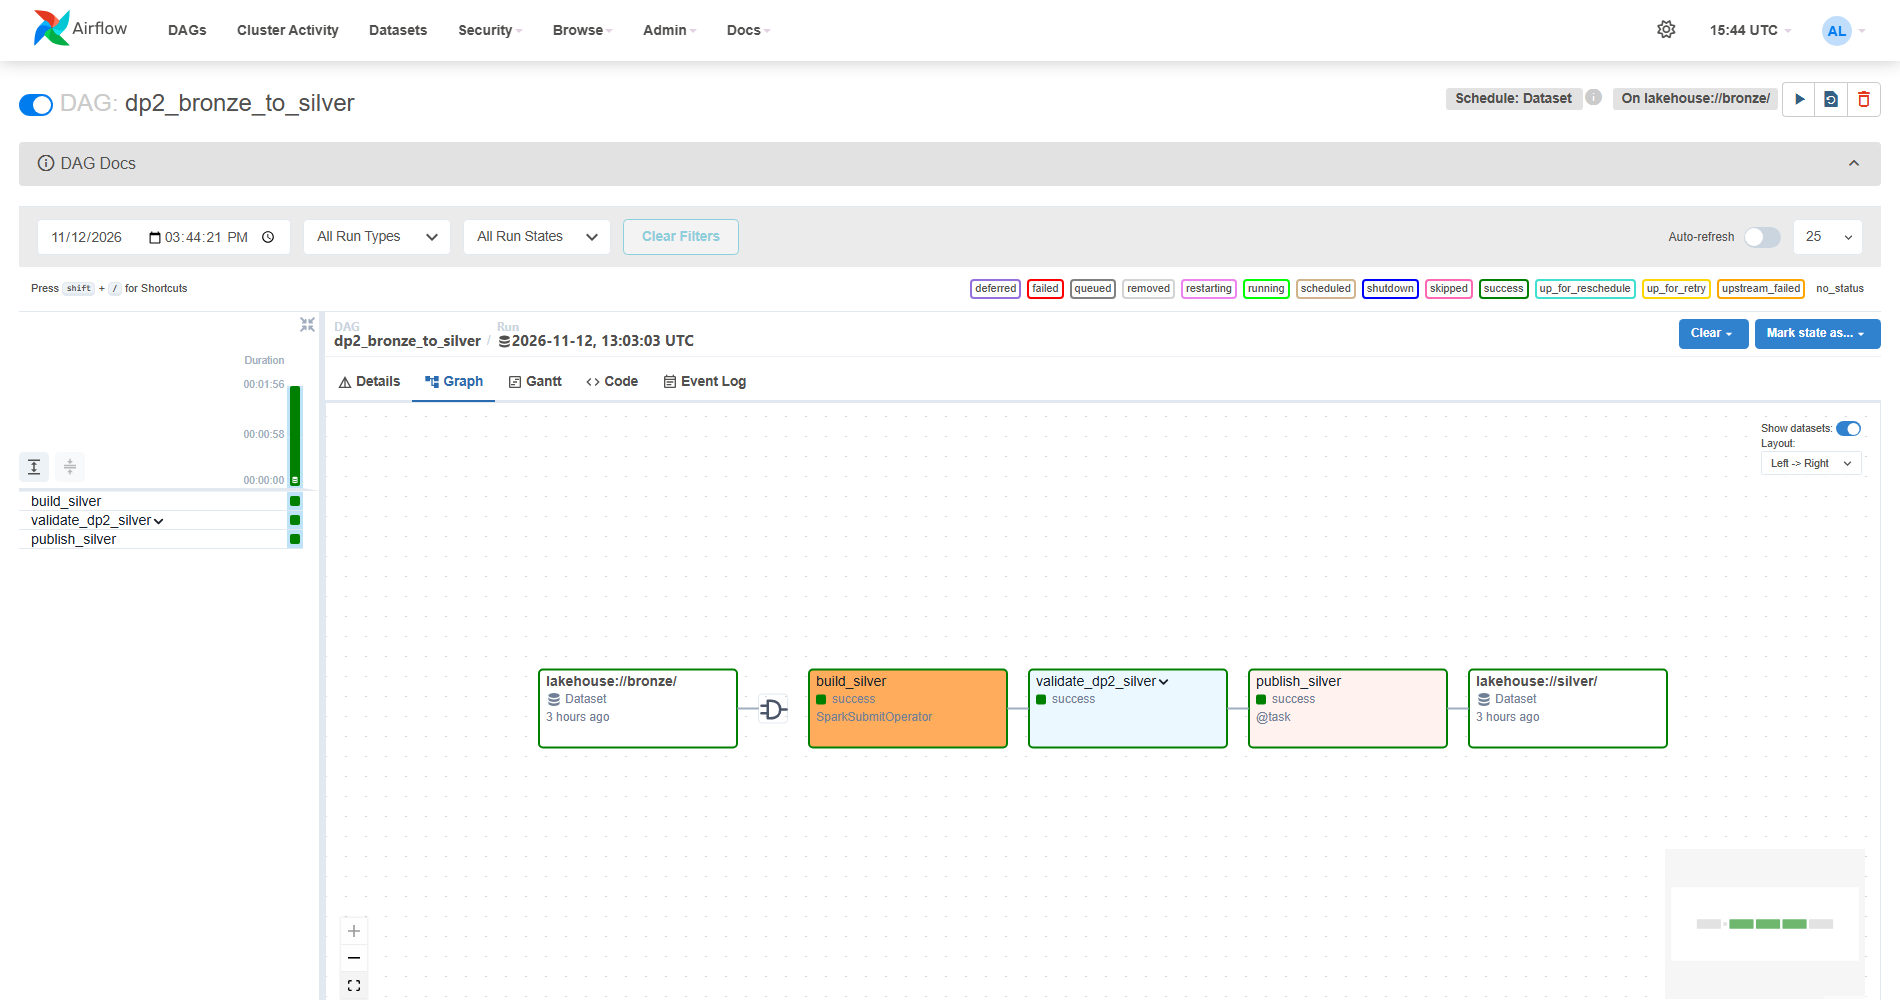 Airflow DAGs Cluster Activity Datasets Security Browse Admin Docs 15:44 UTC AL
DAG: dp2_bronze_to_silver Schedule: Dataset i On lakehouse://bronze/
DAG Docs
11/12/2026 03:44:21 PM All Run Types All Run States Clear Filters Auto-refresh 25
Press shift + / for Shortcuts deferred failed queued removed restarting running scheduled shutdown skipped success up_for_reschedule up_for_retry upstream_failed no_status
DAG Run
dp2_bronze_to_silver / 2026-11-12, 13:03:03 UTC Clear Mark state as...
Duration
00:01:56
00:00:58
00:00:00
build_silver
validate_dp2_silver
publish_silver
Details Graph Gantt Code Event Log
Show datasets:
Layout:
Left -> Right
lakehouse://bronze/
Dataset
3 hours ago
build_silver
success
SparkSubmitOperator
validate_dp2_silver
success
publish_silver
success
@task
lakehouse://silver/
Dataset
3 hours ago